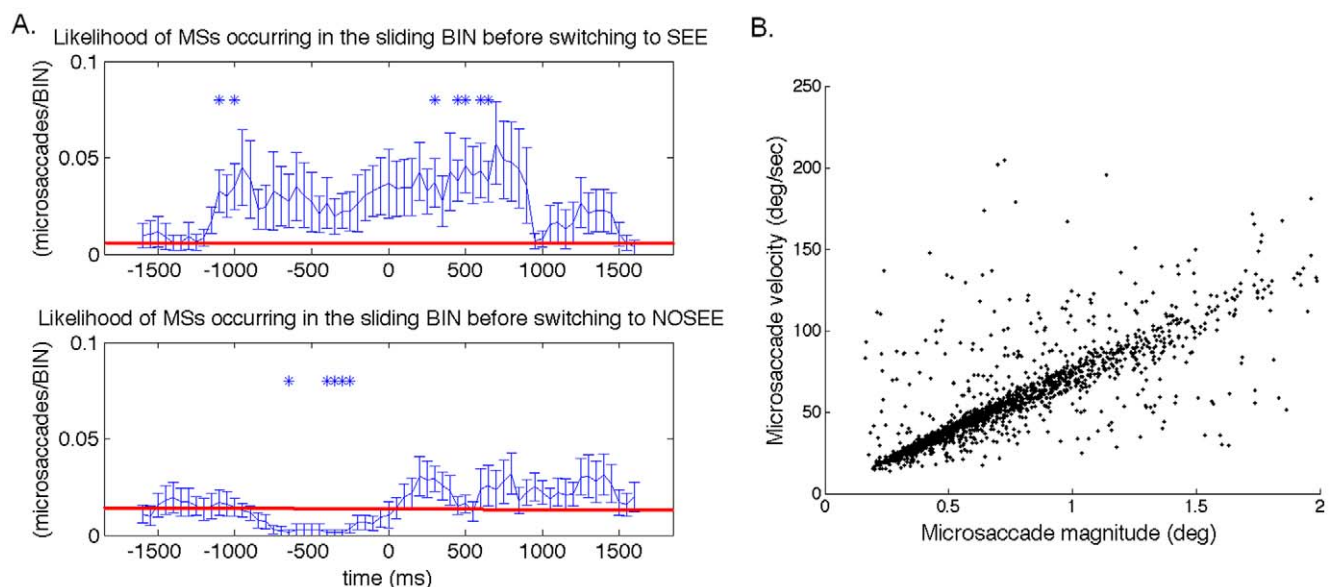 A.
Likelihood of MSs occurring in the sliding BIN before switching to SEE
(microsaccades/BIN)
0.1
0.05
0
-1500 -1000 -500 0 500 1000 1500
Likelihood of MSs occurring in the sliding BIN before switching to NOSEE
(microsaccades/BIN)
0.1
0.05
0
-1500 -1000 -500 0 500 1000 1500
time (ms)
B.
Microsaccade velocity (deg/sec)
250
200
150
100
50
0
0 0.5 1 1.5 2
Microsaccade magnitude (deg)